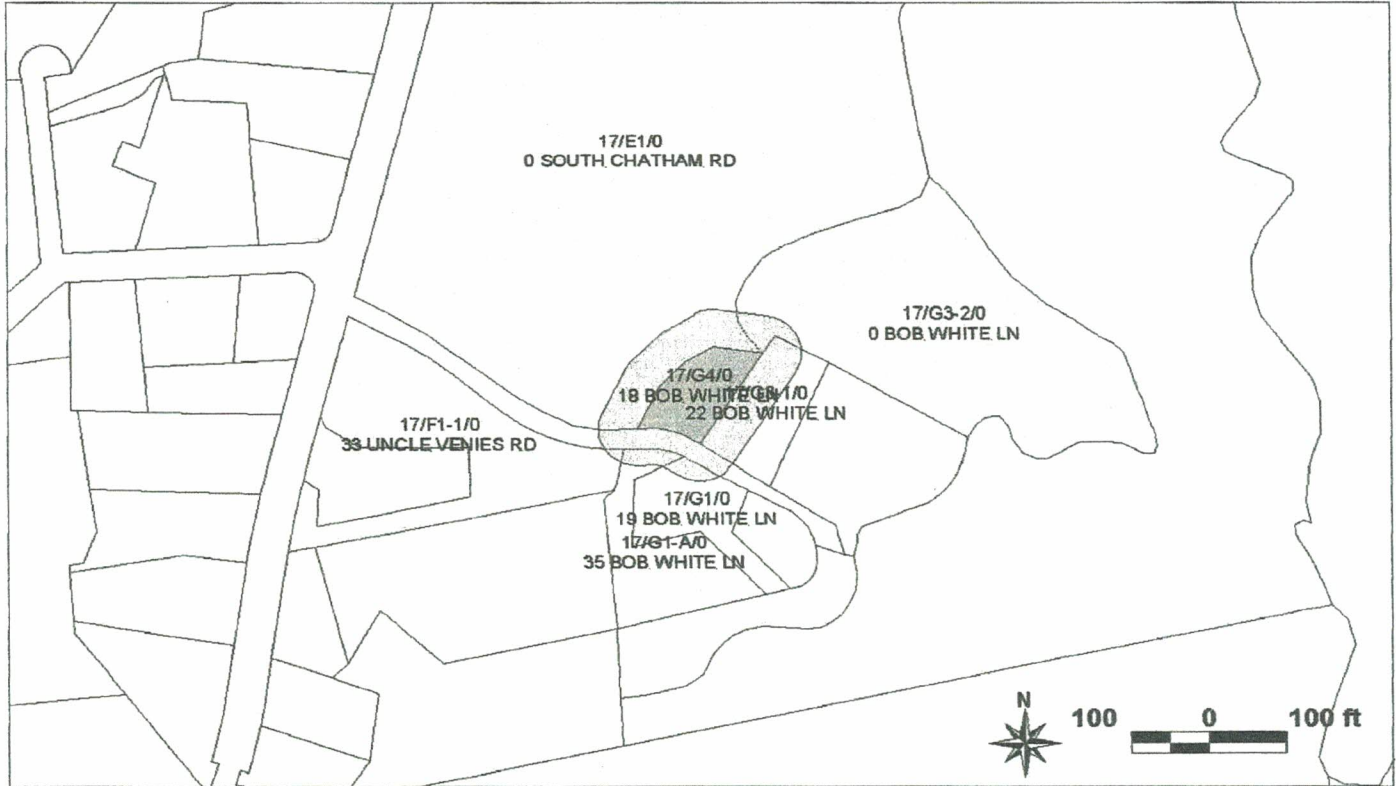 17/E1/0
0 SOUTH CHATHAM RD
17/G3-2/0
0 BOB WHITE LN
17/G4/0
18 BOB WHITE LN
22 BOB WHITE LN
17/F1-1/0
33 UNCLE VENIES RD
17/G1/0
19 BOB WHITE LN
17/G1-A/0
35 BOB WHITE LN
N
100 0 100 ft